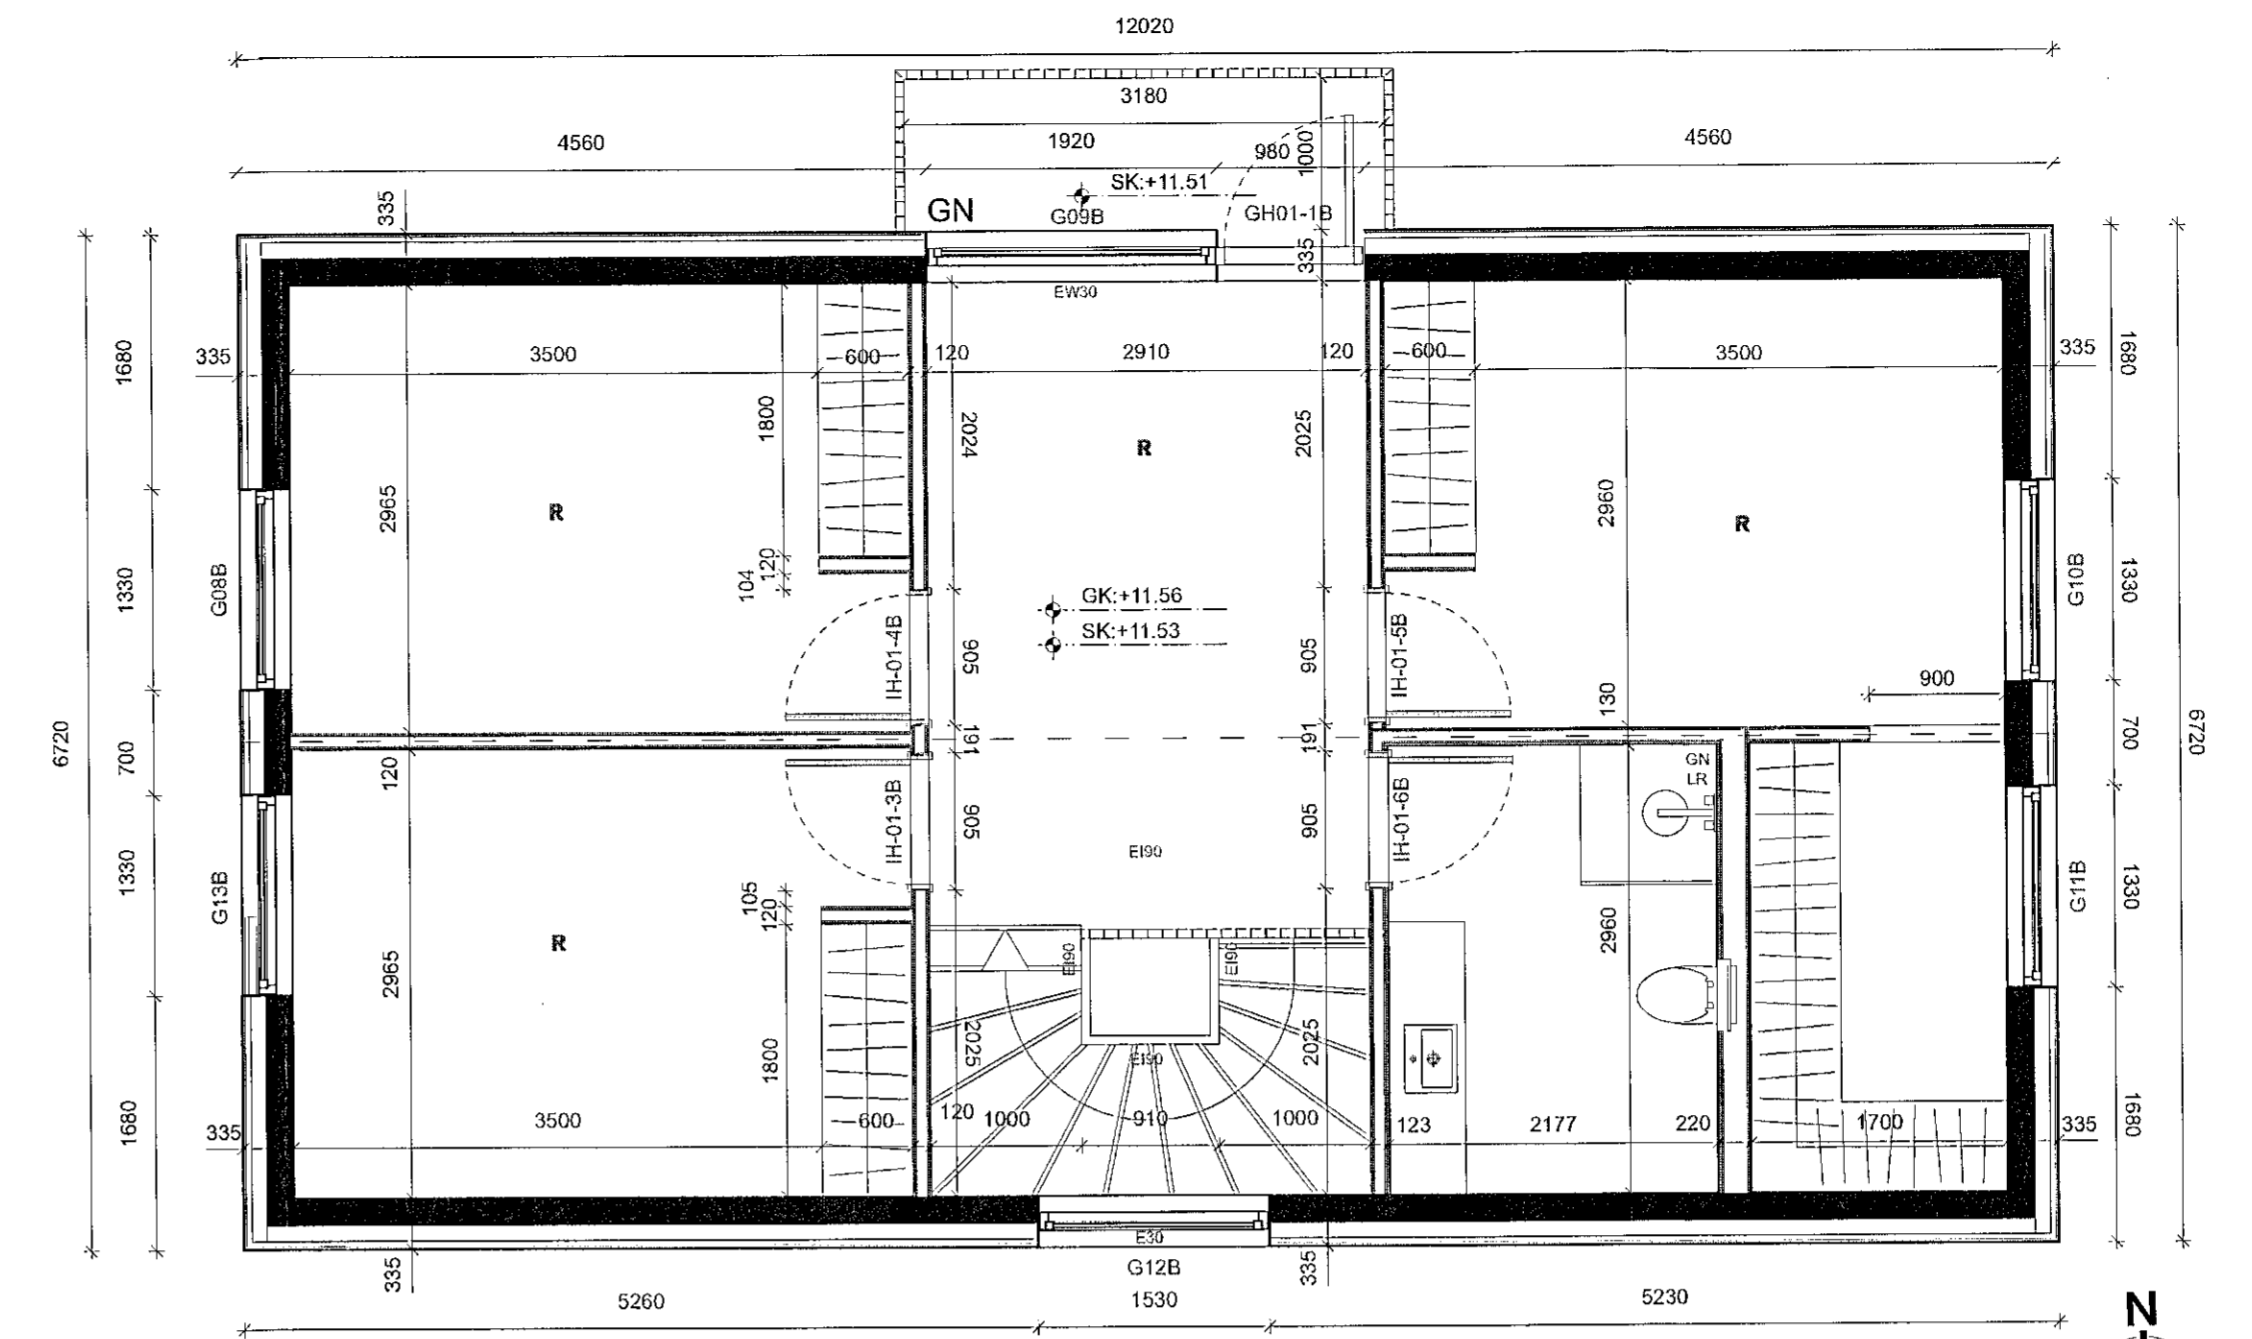 12020
3180
4560
1920
980
1000
4560
335
SK:+11.51
GN
G09B
GH01-1B
335
EW30
1680
335
3500
600
120
2910
120
600
3500
335
1680
1800
2024
2025
R
2965
R
2960
R
120
104
GK:+11.56
SK:+11.53
1330
G08B
IH-01-4B
905
905
IH-01-5B
G10B
1330
130
900
6720
700
191
191
700
6720
120
GN
LR
IH-01-3B
905
905
IH-01-6B
EI90
1330
G13B
105
120
G11B
1330
R
2965
2960
EI90
EI90
1800
2025
EI90
2025
1680
335
3500
600
120
1000
910
1000
123
2177
220
1700
335
1680
E30
335
G12B
335
5260
1530
5230
N